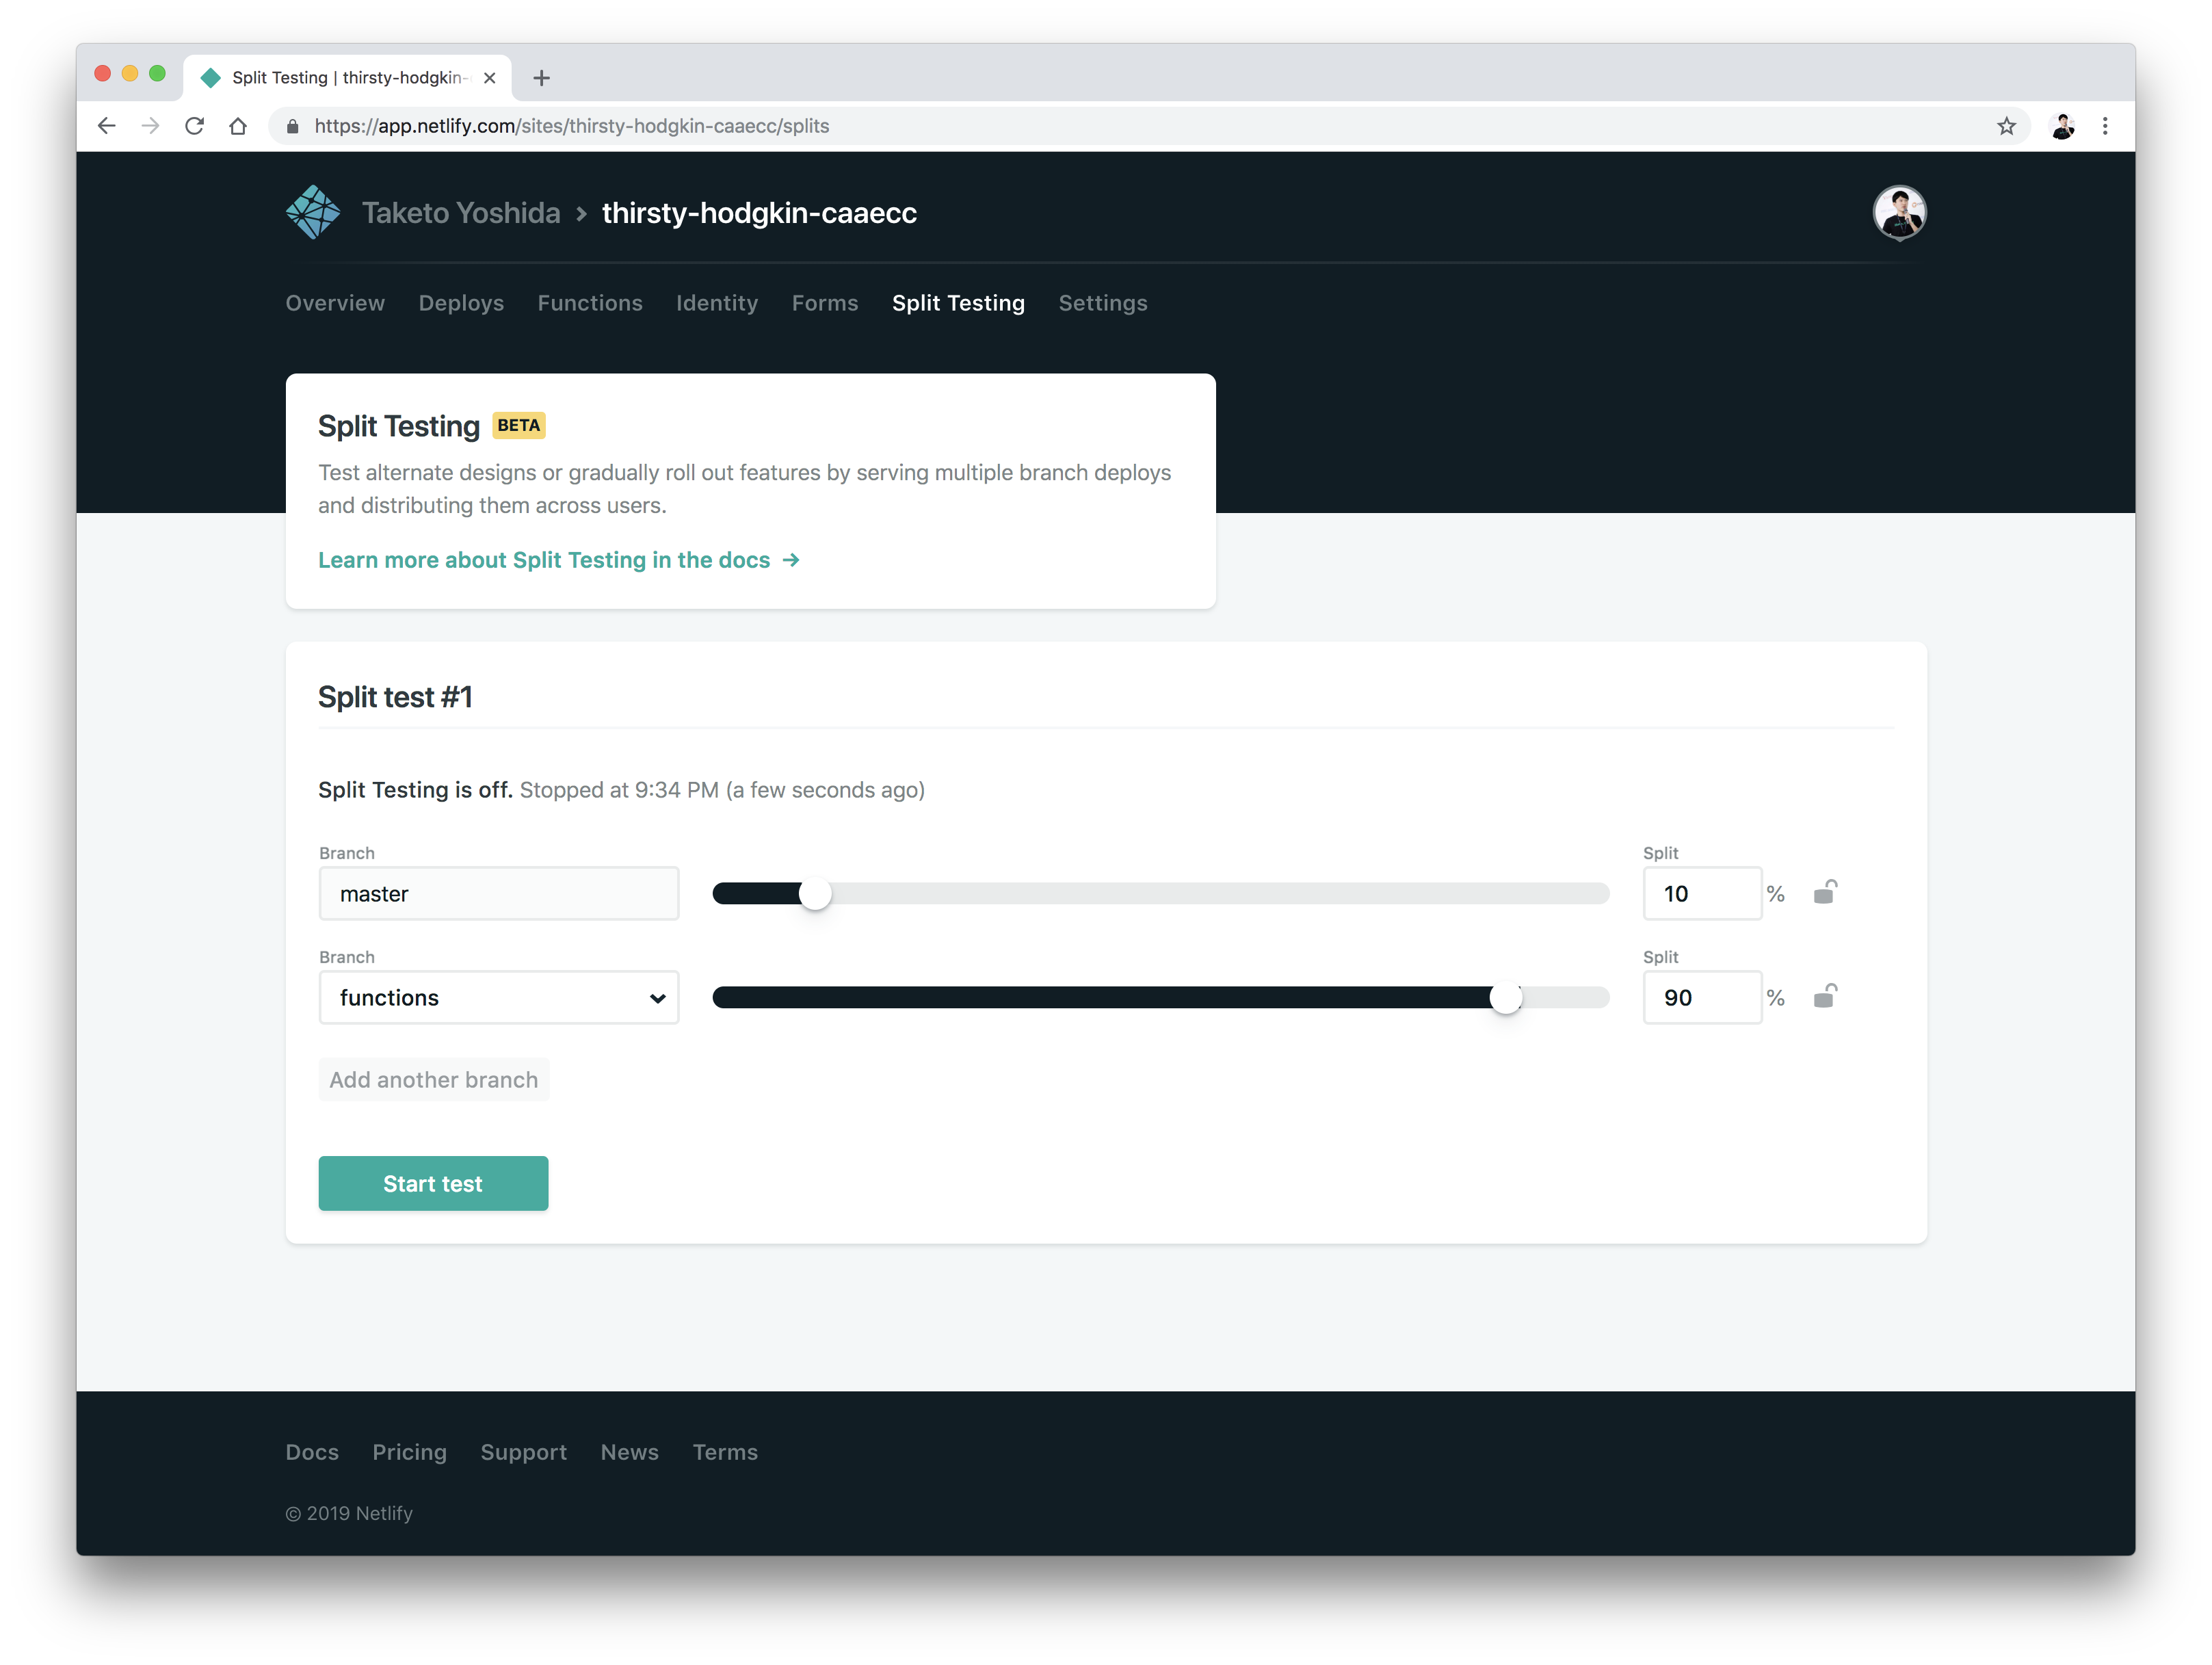 Split Testing | thirsty-hodgkin-
https://app.netlify.com/sites/thirsty-hodgkin-caaecc/splits
Taketo Yoshida > thirsty-hodgkin-caaecc
Overview Deploys Functions Identity Forms Split Testing Settings
Split Testing BETA
Test alternate designs or gradually roll out features by serving multiple branch deploys
and distributing them across users.
Learn more about Split Testing in the docs →
Split test #1
Split Testing is off. Stopped at 9:34 PM (a few seconds ago)
Branch Split
master 10 %
Branch Split
functions 90 %
Add another branch
Start test
Docs Pricing Support News Terms
© 2019 Netlify